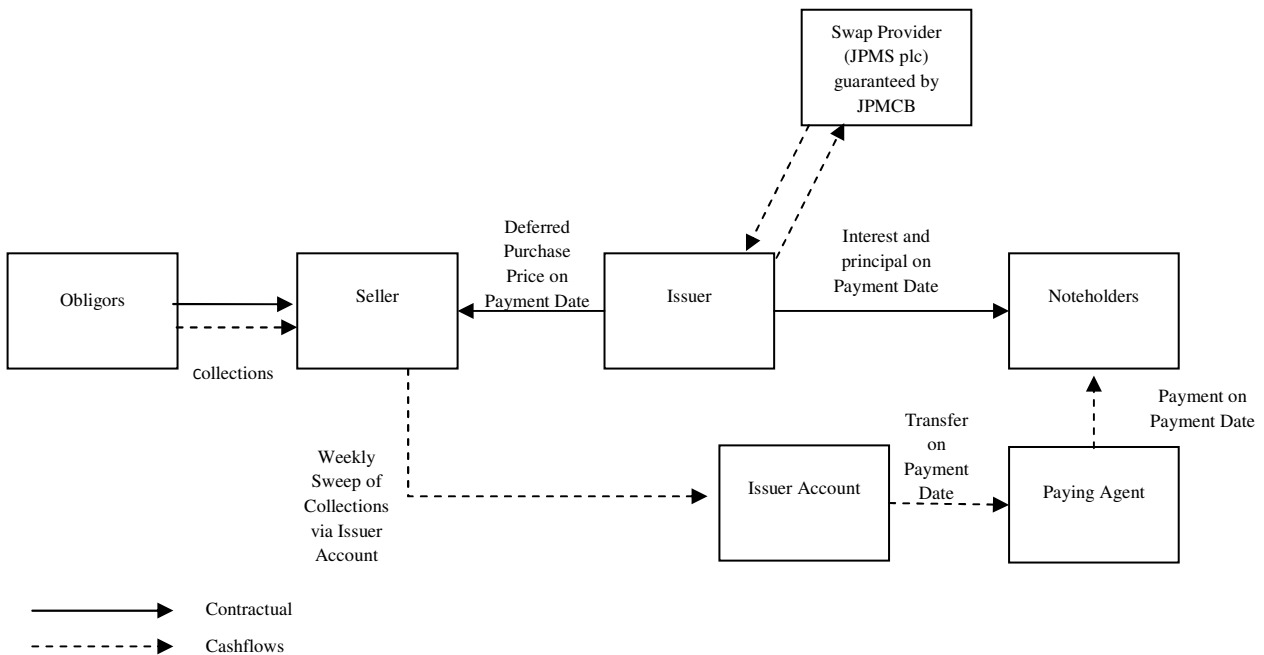 Swap Provider
(JPMS plc)
guaranteed by
JPMCB
Deferred
Purchase
Price on
Payment Date
Interest and
principal on
Payment Date
Obligors
Seller
Issuer
Noteholders
Collections
Weekly
Sweep of
Collections
via Issuer
Account
Issuer Account
Transfer
on
Payment
Date
Paying Agent
Payment on
Payment Date
Contractual
Cashflows